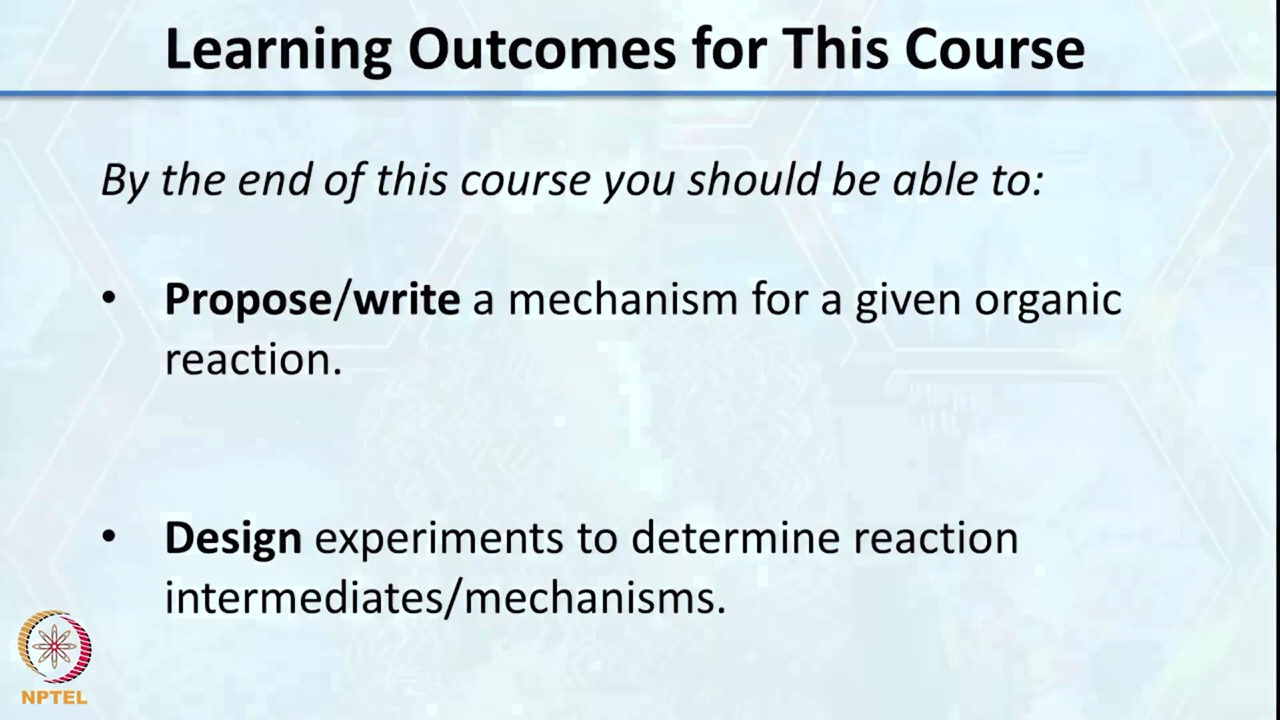 Learning Outcomes for This Course
By the end of this course you should be able to:
• Propose/write a mechanism for a given organic
reaction.
• Design experiments to determine reaction
intermediates/mechanisms.
NPTEL